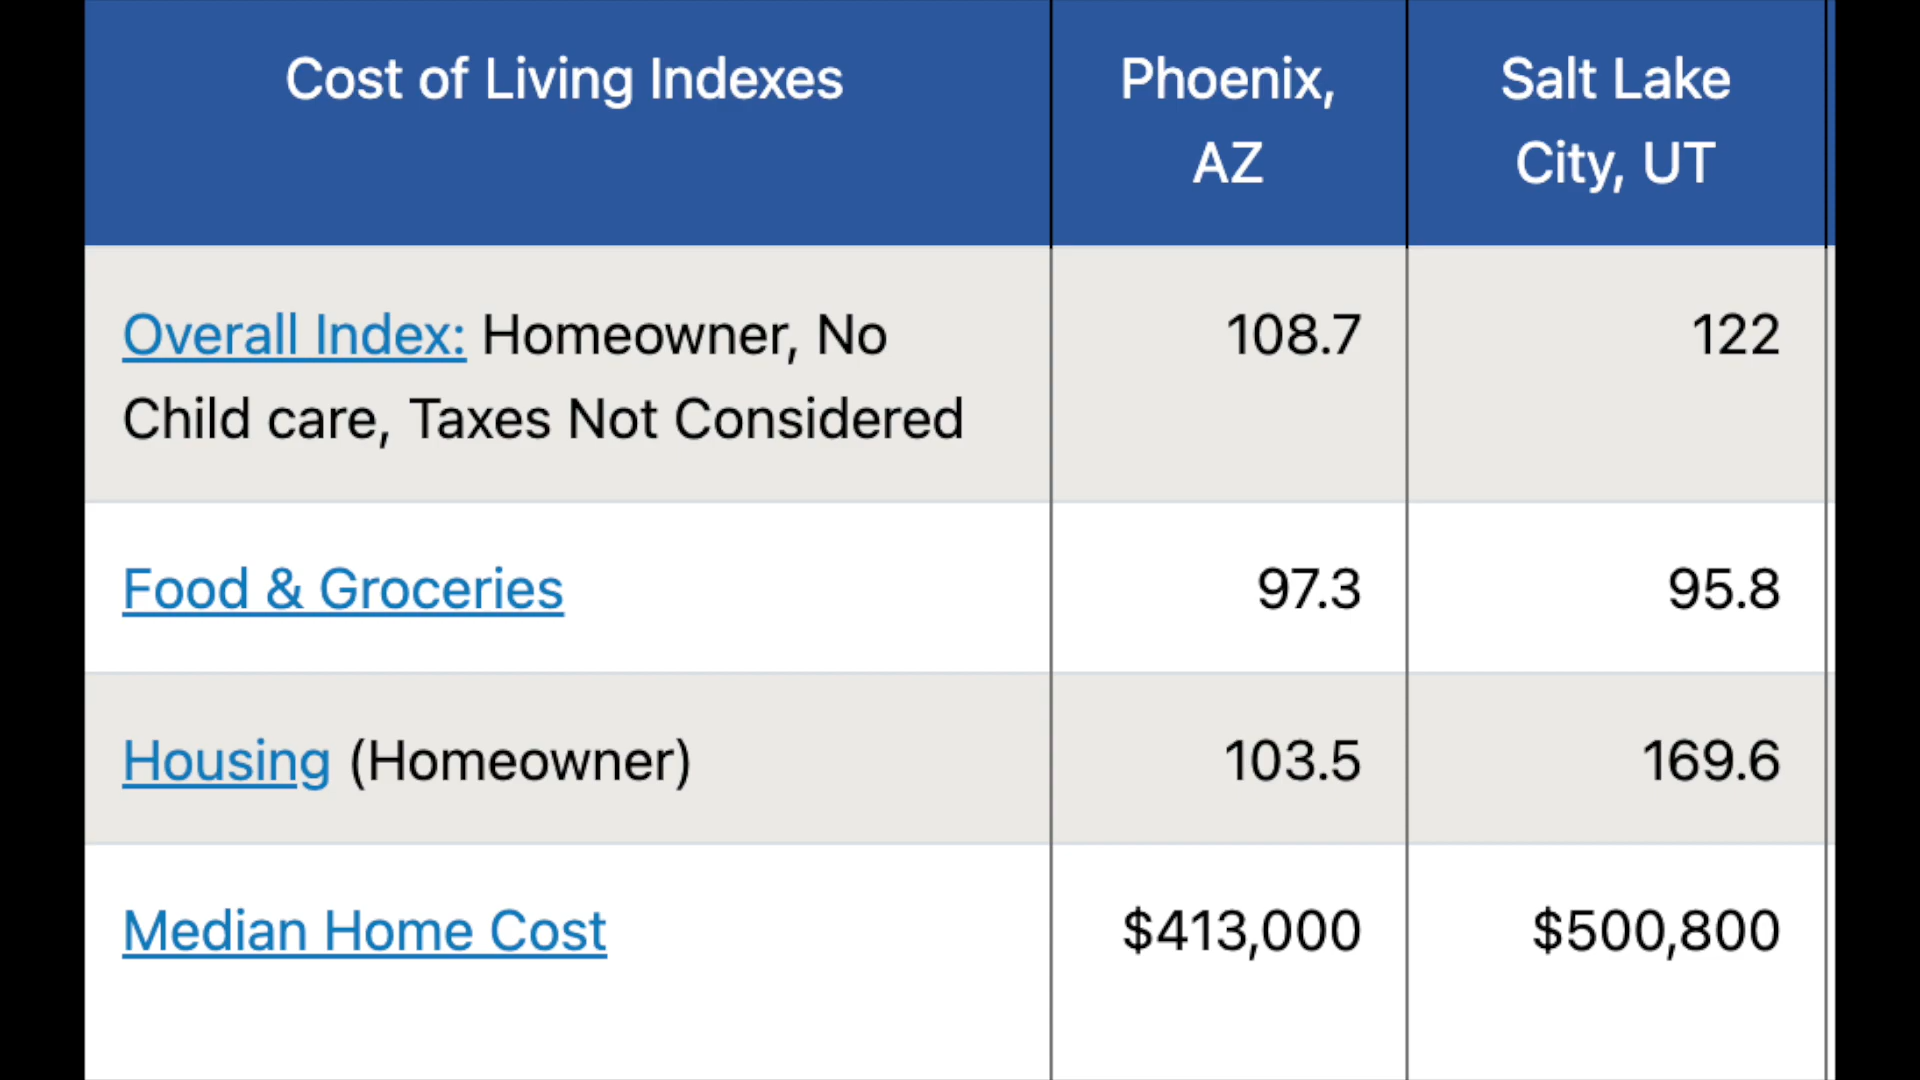 Cost of Living Indexes
Phoenix,
AZ
Salt Lake
City, UT
Overall Index: Homeowner, No
Child care, Taxes Not Considered
108.7
122
Food & Groceries
97.3
95.8
Housing (Homeowner)
103.5
169.6
Median Home Cost
$413,000
$500,800